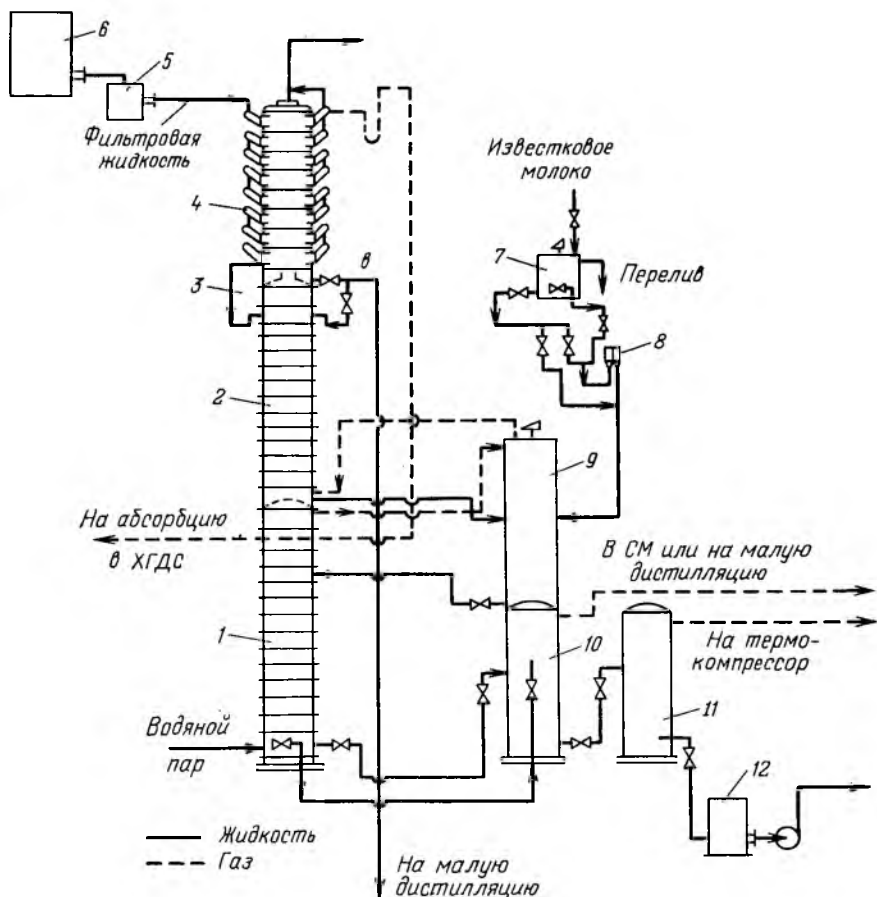 6
5
Фильтровая
жидкость
4
3
в
2
1
Известковое
молоко
7
Перелив
8
9
На абсорбцию
в ХГДС
В СМ или на малую
дистилляцию
10
На термо-
компрессор
11
Водяной
пар
12
Жидкость
Газ
На малую
дистилляцию